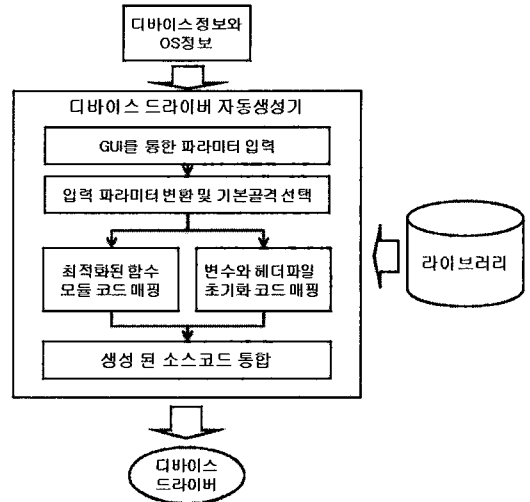 디바이스 정보와
OS정보
디바이스 드라이버 자동생성기
GUI를 통한 파라미터 입력
입력 파라미터 변환 및 기본골격 선택
최적화된 함수
모듈 코드 매핑
변수와 헤더파일
초기화 코드 매핑
라이브러리
생성 된 소스코드 통합
디바이스
드라이버